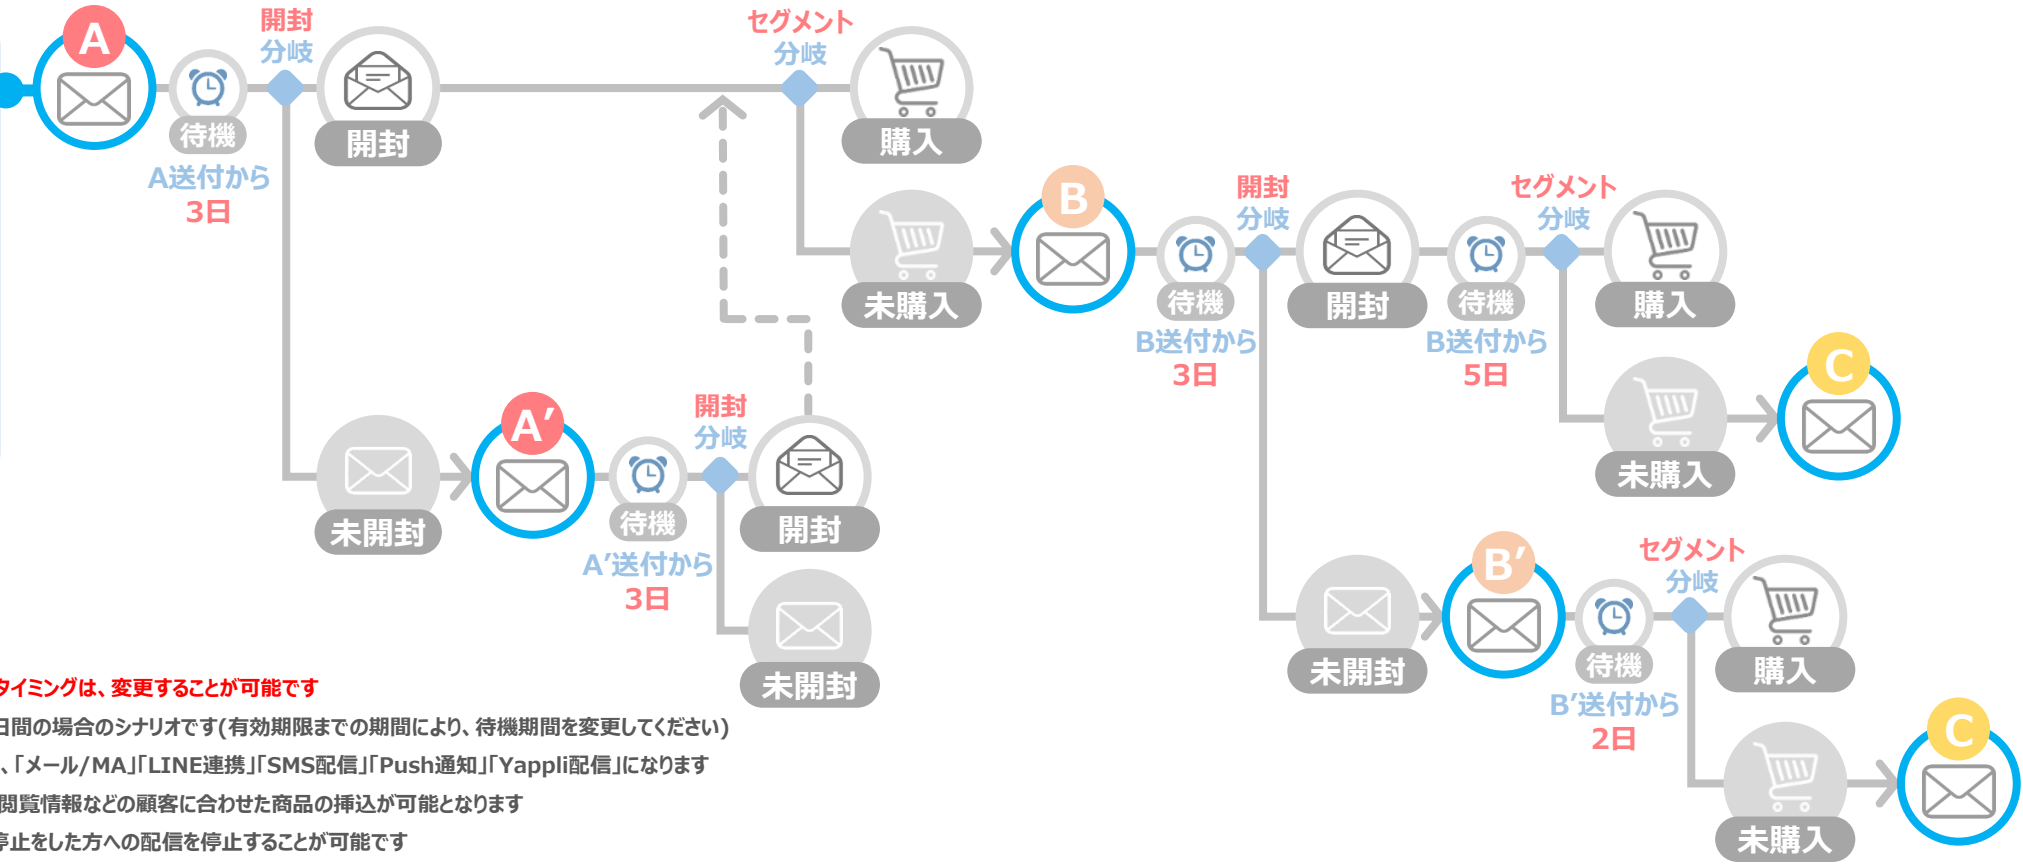 A
開封
分岐
待機
A送付から
3日
開封
セグメント
分岐
購入
未購入
B
待機
B送付から
3日
開封
分岐
開封
待機
B送付から
5日
セグメント
分岐
購入
未購入
C
未開封
A′
待機
A′送付から
3日
開封
分岐
開封
未開封
未開封
B′
待機
B′送付から
2日
セグメント
分岐
購入
未購入
C
タイミングは、変更することが可能です
日間の場合のシナリオです(有効期限までの期間により、待機期間を変更してください)
、「メール/MA」「LINE連携」「SMS配信」「Push通知」「Yappli配信」になります
閲覧情報などの顧客に合わせた商品の挿込が可能となります
停止をした方への配信を停止することが可能です